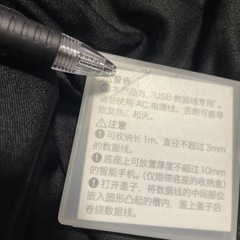 警告
本产品为“USB 数据线专用”。
请勿使用 AC 电源线。否则可能导
致发热、起火。
注意
可收纳长 1m，直径不超过 3mm
的数据线。
底座上可放置厚度不超过 10mm
的智能手机。(仅限带底座的收纳盒)
打开盖子，将数据线的中间部位
嵌入圆形凸起的槽内，盖上盖子后
卷绕数据线。